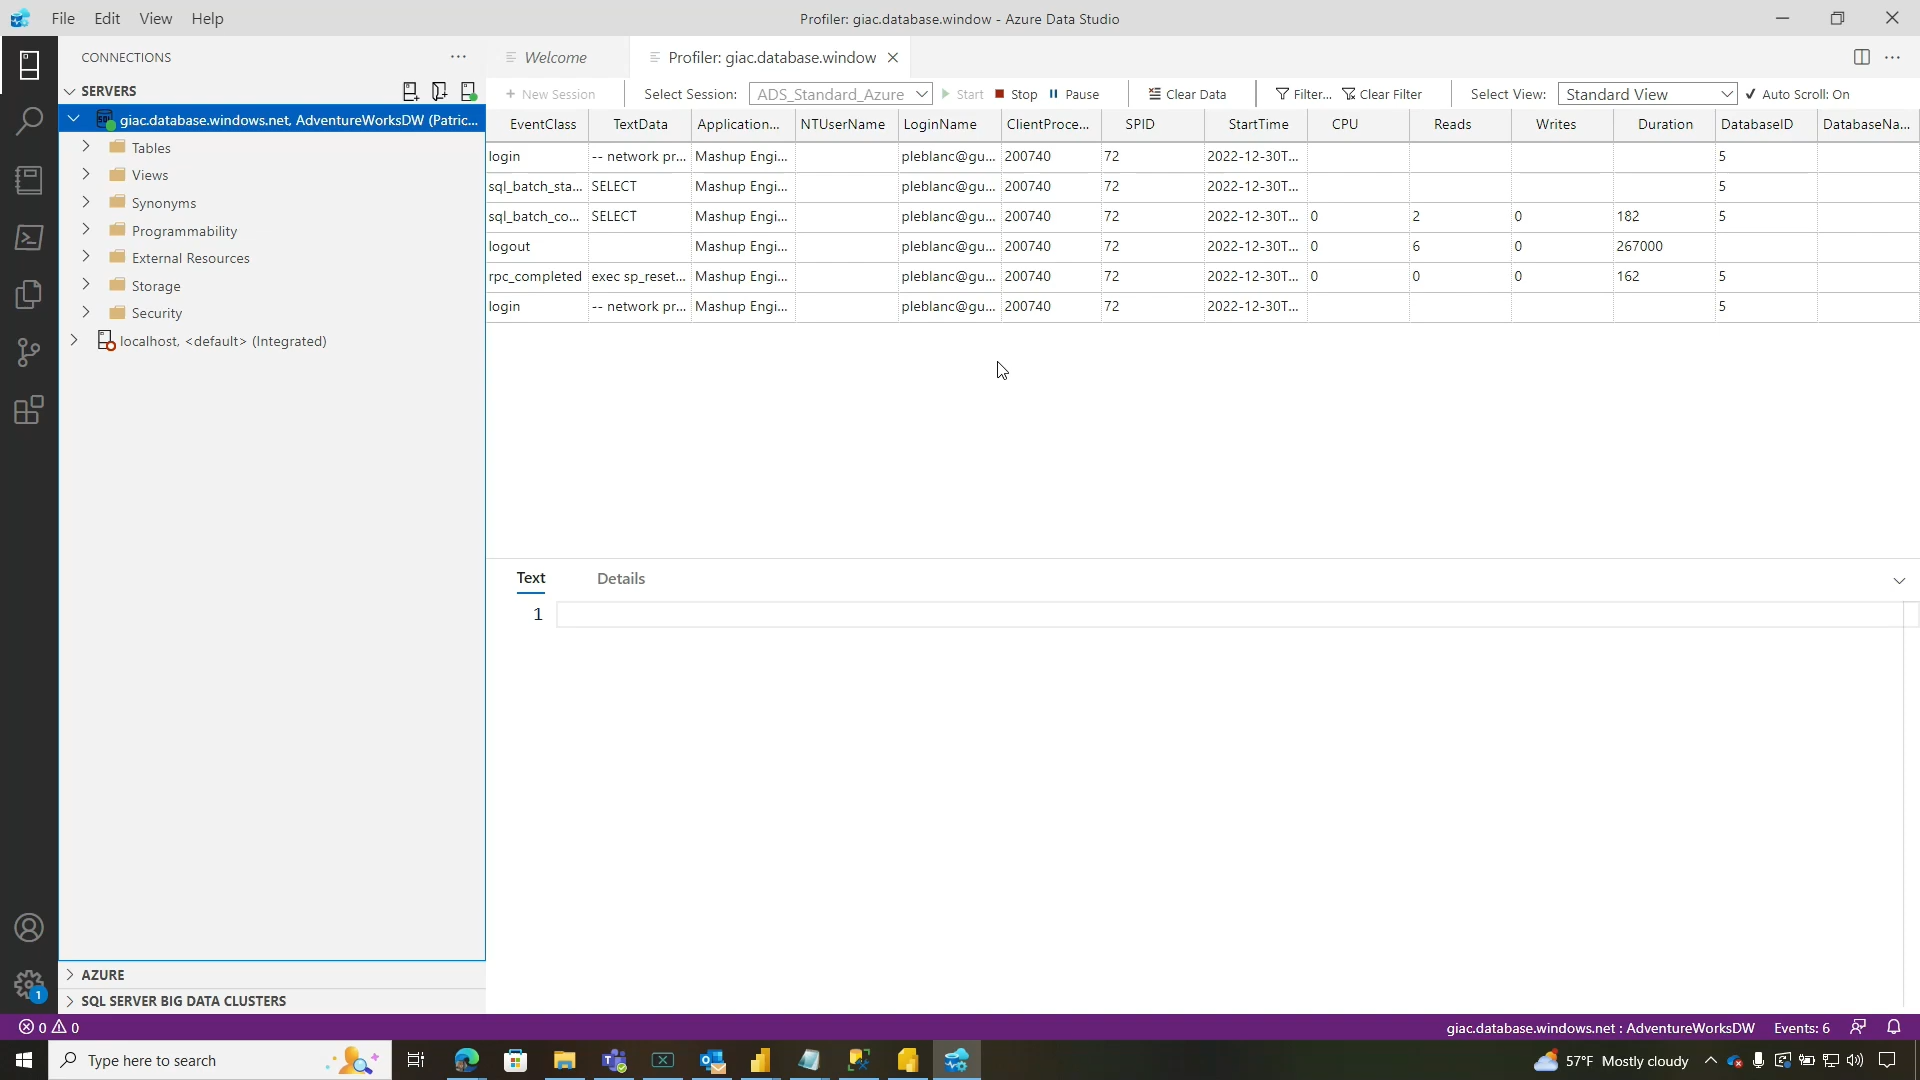 File Edit View Help
Profiler: giac.database.window - Azure Data Studio
CONNECTIONS
Welcome
Profiler: giac.database.window
SERVERS
New Session
Select Session:
ADS_Standard_Azure
Start
Stop
Pause
Clear Data
Filter...
Clear Filter
Select View:
Standard View
Auto Scroll: On
giac.database.windows.net, AdventureWorksDW (Patric...
Tables
Views
Synonyms
Programmability
External Resources
Storage
Security
localhost, <default> (Integrated)
EventClass TextData Application... NTUserName LoginName ClientProce... SPID StartTime CPU Reads Writes Duration DatabaseID DatabaseNa...
login -- network pr... Mashup Engi... pleblanc@gu... 200740 72 2022-12-30T... 5
sql_batch_sta... SELECT Mashup Engi... pleblanc@gu... 200740 72 2022-12-30T... 5
sql_batch_co... SELECT Mashup Engi... pleblanc@gu... 200740 72 2022-12-30T... 0 2 0 182 5
logout Mashup Engi... pleblanc@gu... 200740 72 2022-12-30T... 0 6 0 267000
rpc_completed exec sp_reset... Mashup Engi... pleblanc@gu... 200740 72 2022-12-30T... 0 0 0 162 5
login -- network pr... Mashup Engi... pleblanc@gu... 200740 72 2022-12-30T... 5
Text Details
1
AZURE
SQL SERVER BIG DATA CLUSTERS
1
0 0
giac.database.windows.net : AdventureWorksDW Events: 6
Type here to search
57°F Mostly cloudy